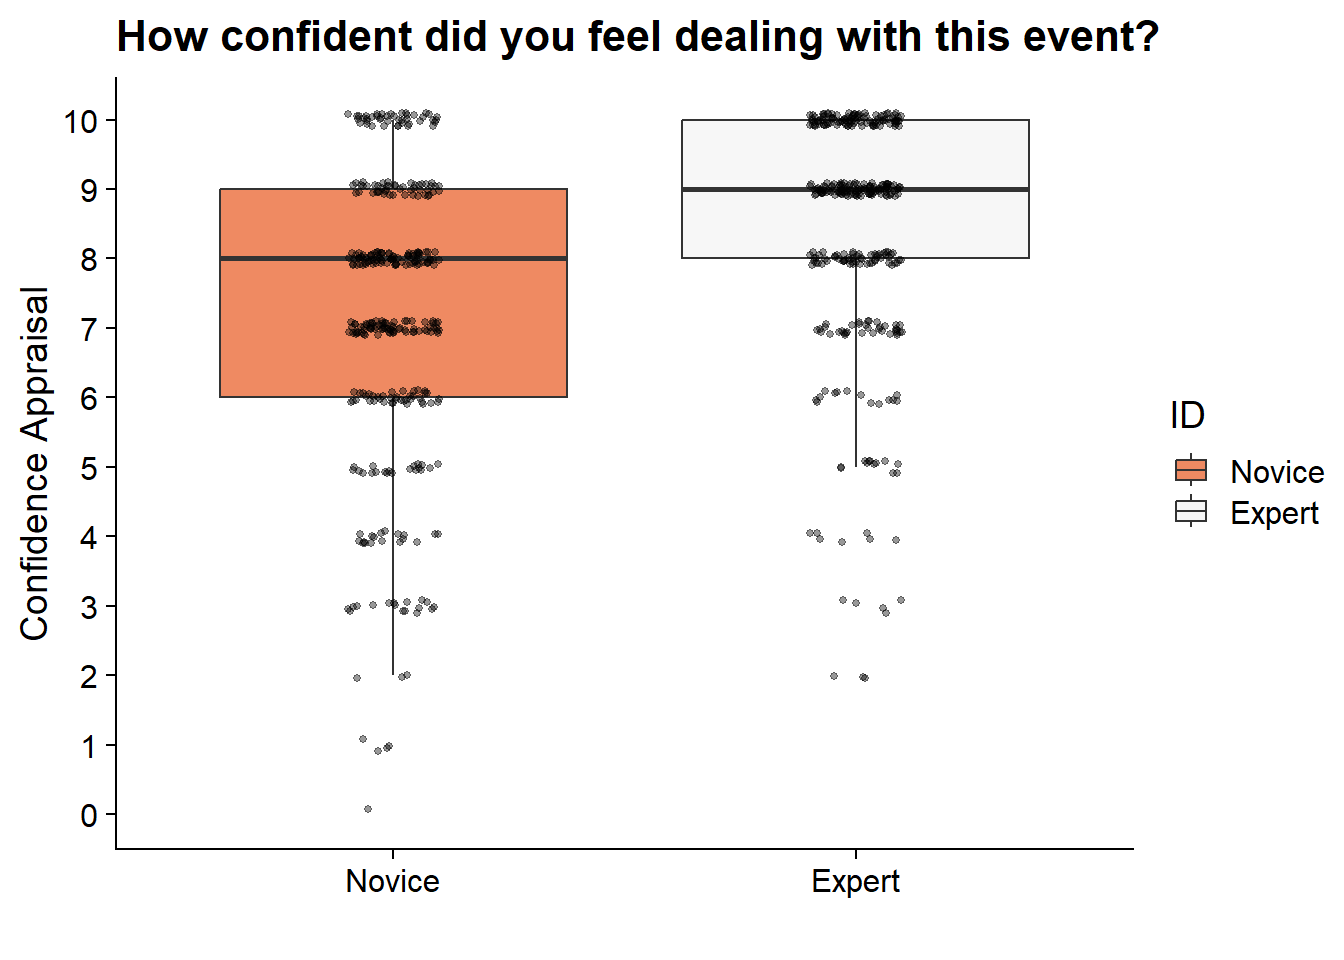 How confident did you feel dealing with this event?
Confidence Appraisal
10
9
8
7
6
5
4
3
2
1
0
Novice
Expert
ID
Novice
Expert